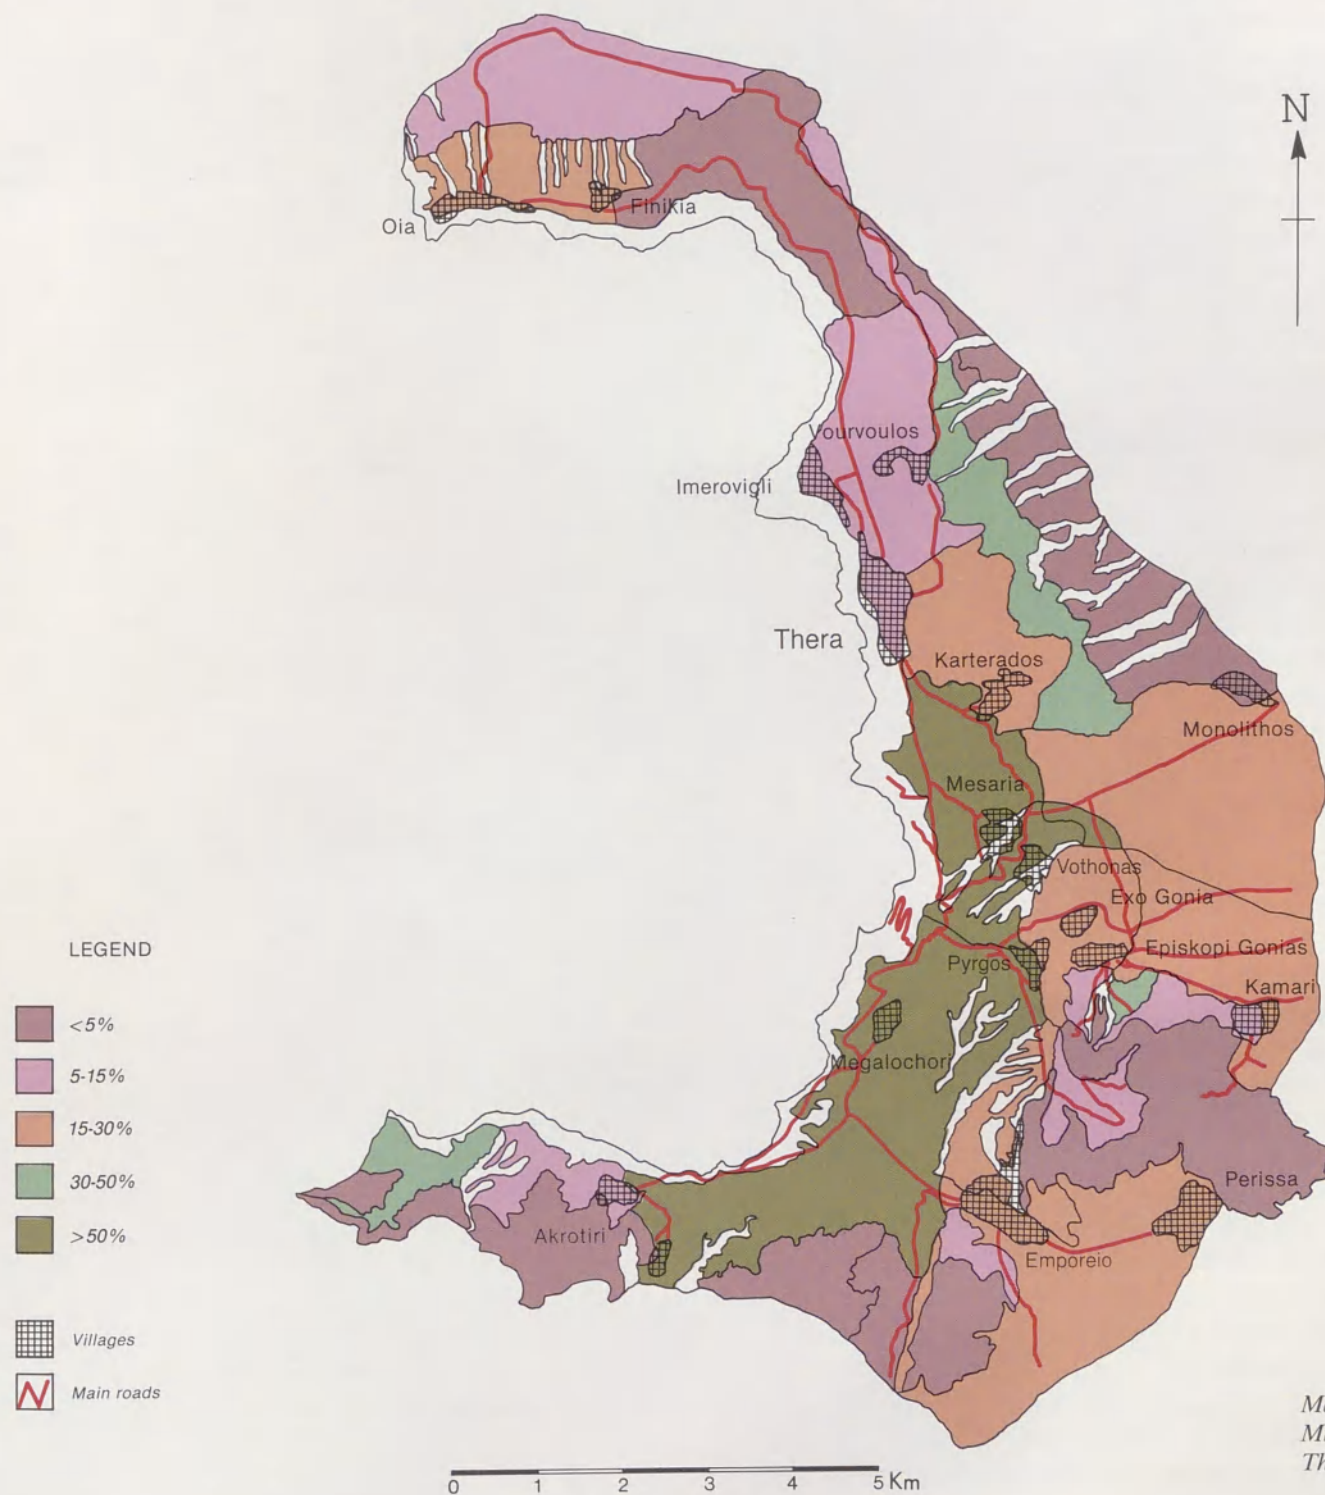 N
Oia
Finikia
Vourvoulos
Imerovigli
Thera
Karterados
Monolithos
Mesaria
Vothonas
Exo Gonia
Episkopi Gonias
Pyrgos
Kamari
Megalochori
Perissa
Akrotiri
Emporeio
LEGEND
<5%
5-15%
15-30%
30-50%
>50%
Villages
Main roads
0 1 2 3 4 5 Km